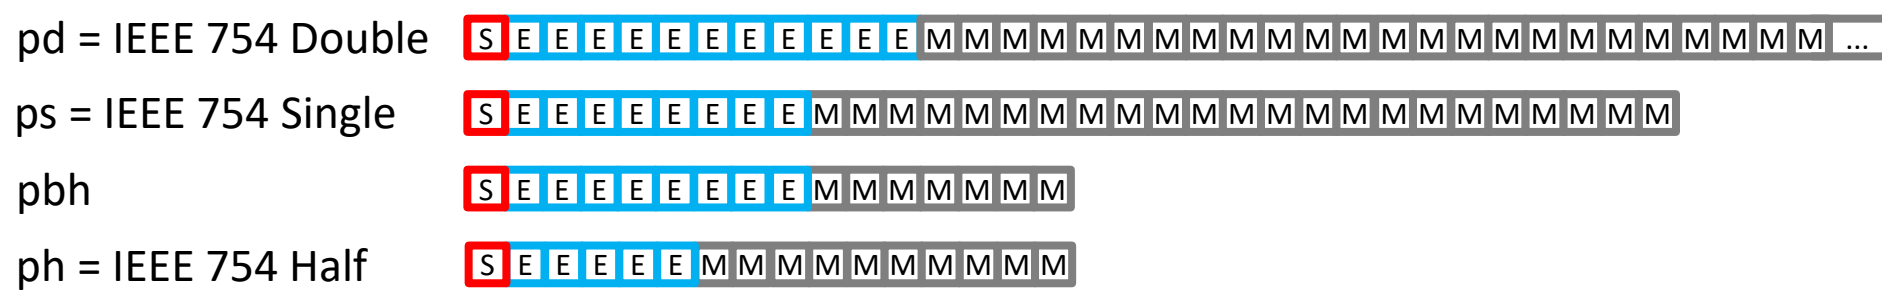 pd = IEEE 754 Double S E E E E E E E E E E E M M M M M M M M M M M M M M M M M M M M M M M M ...
ps = IEEE 754 Single S E E E E E E E E M M M M M M M M M M M M M M M M M M M M M M M
pbh S E E E E E E E E M M M M M M M
ph = IEEE 754 Half S E E E E E M M M M M M M M M M